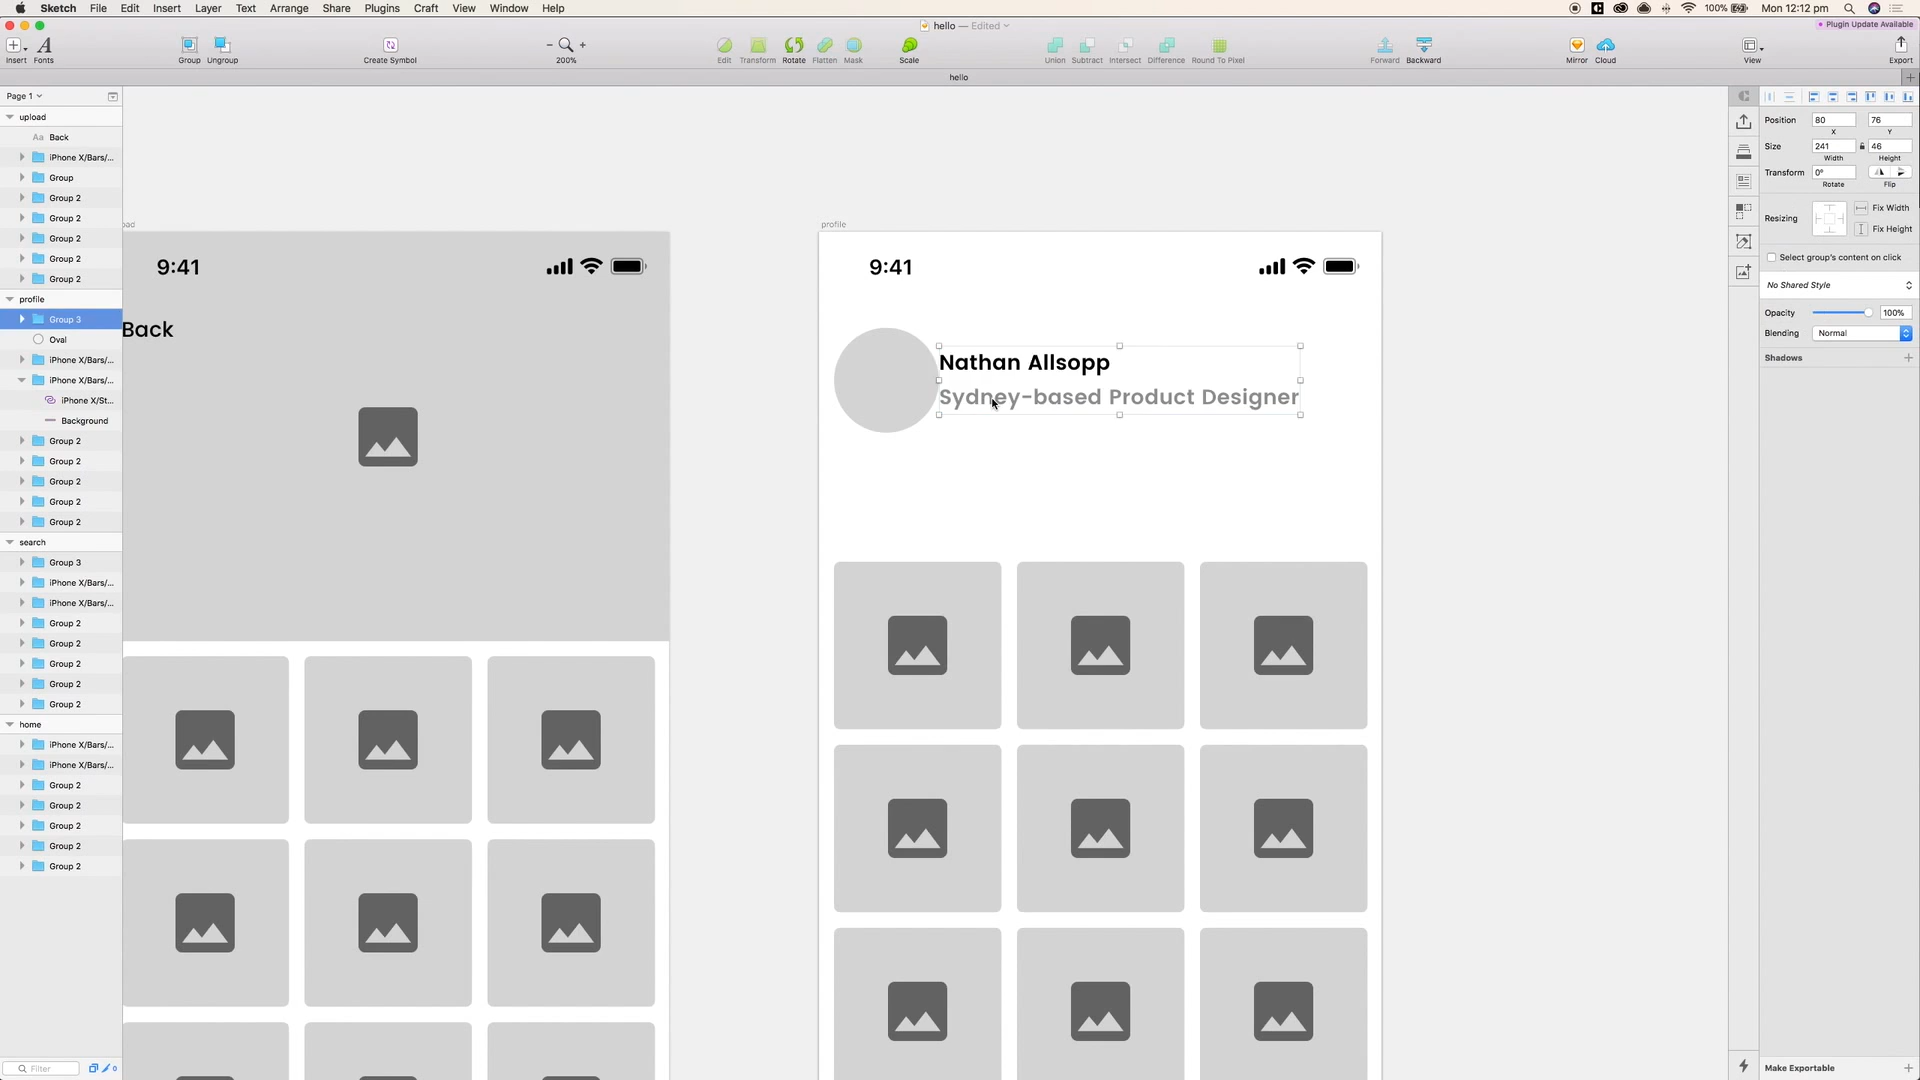 Sketch File Edit Insert Layer Text Arrange Share Plugins Craft View Window Help
100% Mon 12:12 pm
hello — Edited
Plugin Update Available
Insert Fonts Group Ungroup Create Symbol 200% Edit Transform Rotate Flatten Mask Scale Union Subtract Intersect Difference Round To Pixel Forward Backward Mirror Cloud View Export
hello
Page 1
upload
Aa Back
iPhone X/Bars/...
Group
Group 2
Group 2
Group 2
Group 2
Group 2
profile
Group 3
Oval
iPhone X/Bars/...
iPhone X/Bars/...
iPhone X/St...
Background
Group 2
Group 2
Group 2
Group 2
Group 2
search
Group 3
iPhone X/Bars/...
iPhone X/Bars/...
Group 2
Group 2
Group 2
Group 2
Group 2
home
iPhone X/Bars/...
iPhone X/Bars/...
Group 2
Group 2
Group 2
Group 2
Group 2
Filter
0
oad
9:41
Back
profile
9:41
Nathan Allsopp
Sydney-based Product Designer
Position 80 76
X Y
Size 241 46
Width Height
Transform 0°
Rotate Flip
Resizing
Fix Width
Fix Height
Select group's content on click
No Shared Style
Opacity 100%
Blending Normal
Shadows
Make Exportable